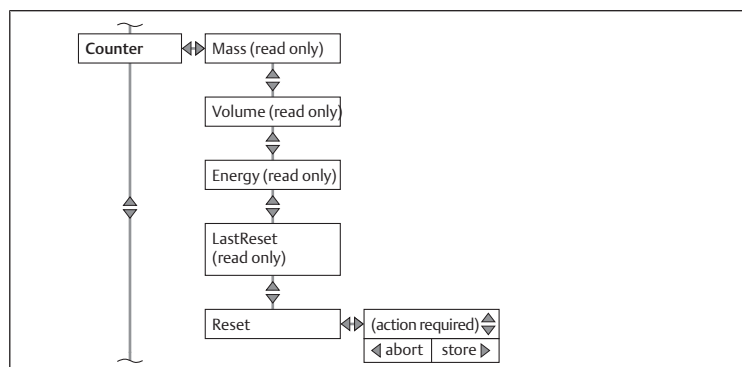 Counter
Mass (read only)
Volume (read only)
Energy (read only)
LastReset
(read only)
Reset
(action required)
abort
store